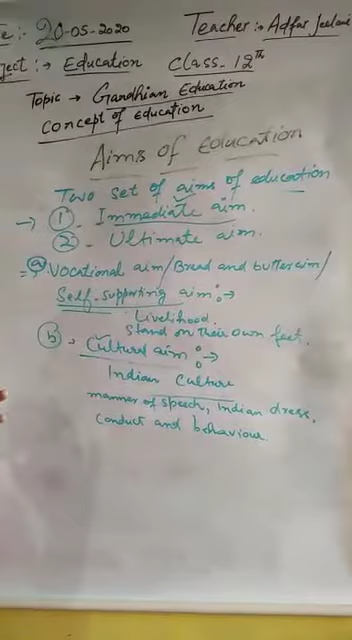 e:- 20-05-2020 Teacher:- Adfar Jeelani
ject:→ Education Class-12th
Topic → Gandhian Education
Concept of education
Aims of Education
Two set of aims of education
→ ① - Immediate aim.
② - Ultimate aim.
⇒ ⓐ. Vocational aim/Bread and butter aim/
Self-supporting aim:→
Livelihood.
Stand on their own feet.
ⓑ. Cultural aim:→
Indian Culture
manner of speech, Indian dress,
Conduct and behaviour.